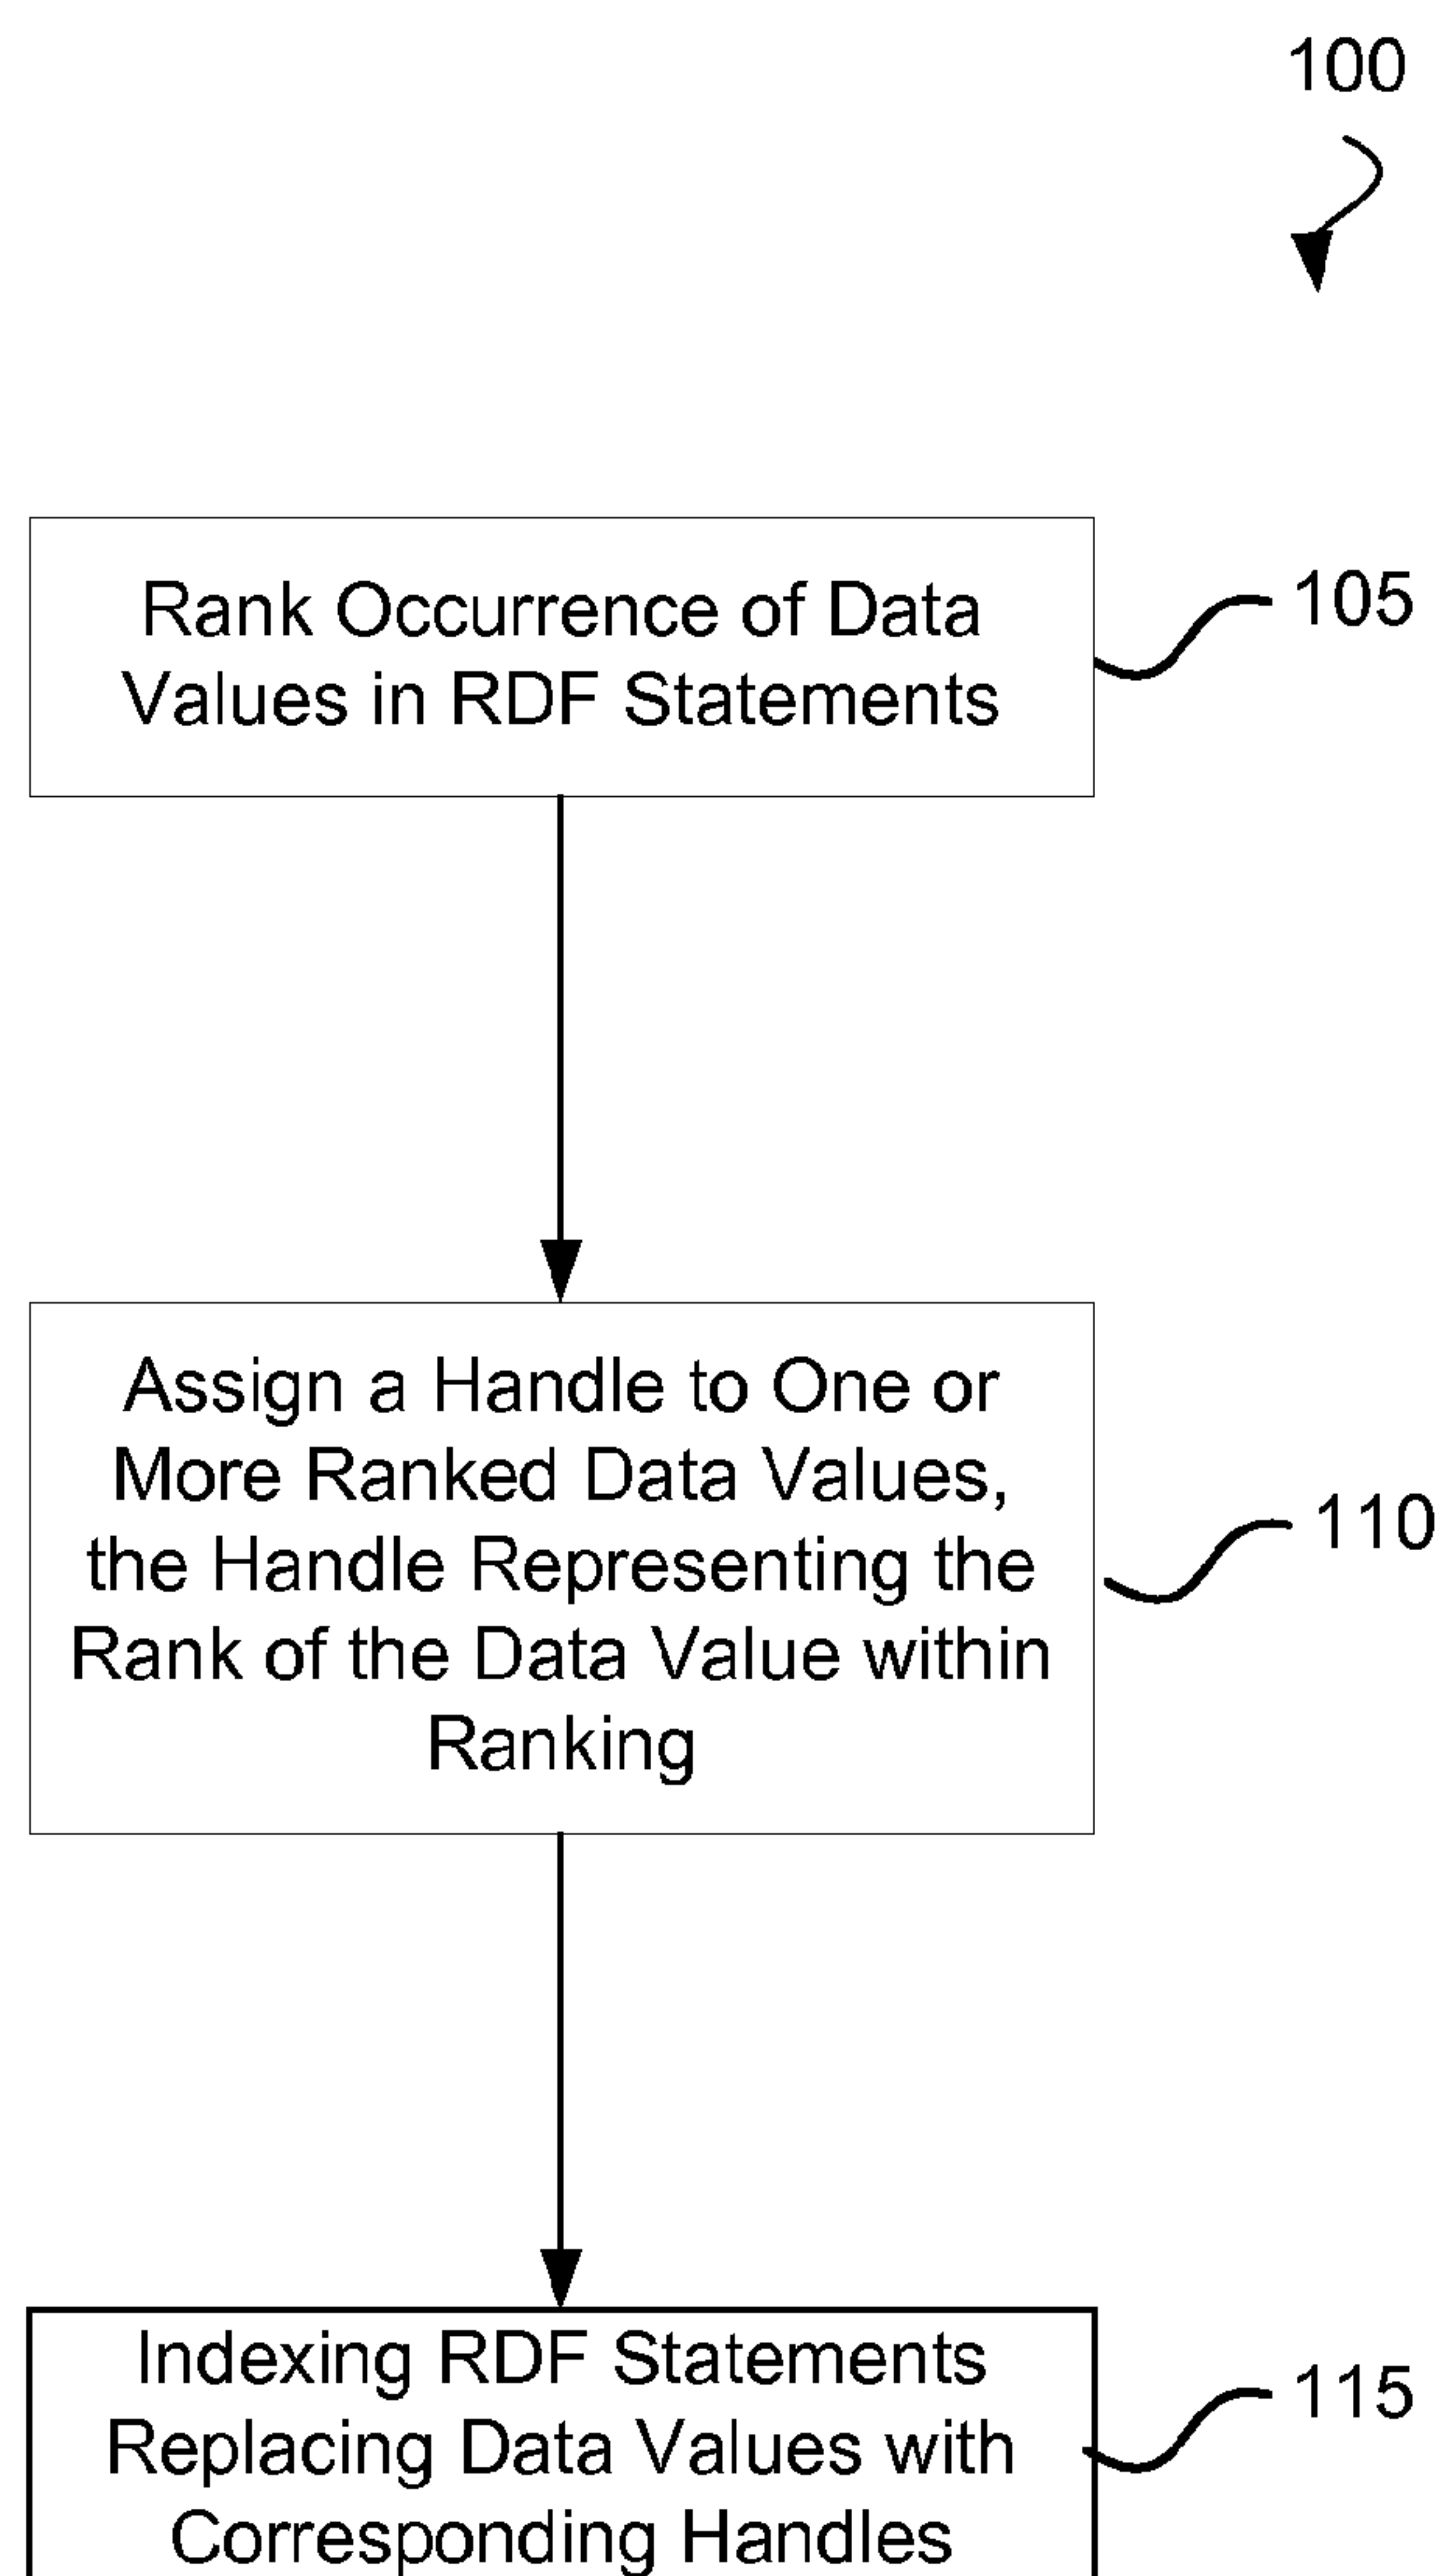 100
Rank Occurrence of Data
Values in RDF Statements
105
Assign a Handle to One or
More Ranked Data Values,
the Handle Representing the
Rank of the Data Value within
Ranking
110
Indexing RDF Statements
Replacing Data Values with
Corresponding Handles
115